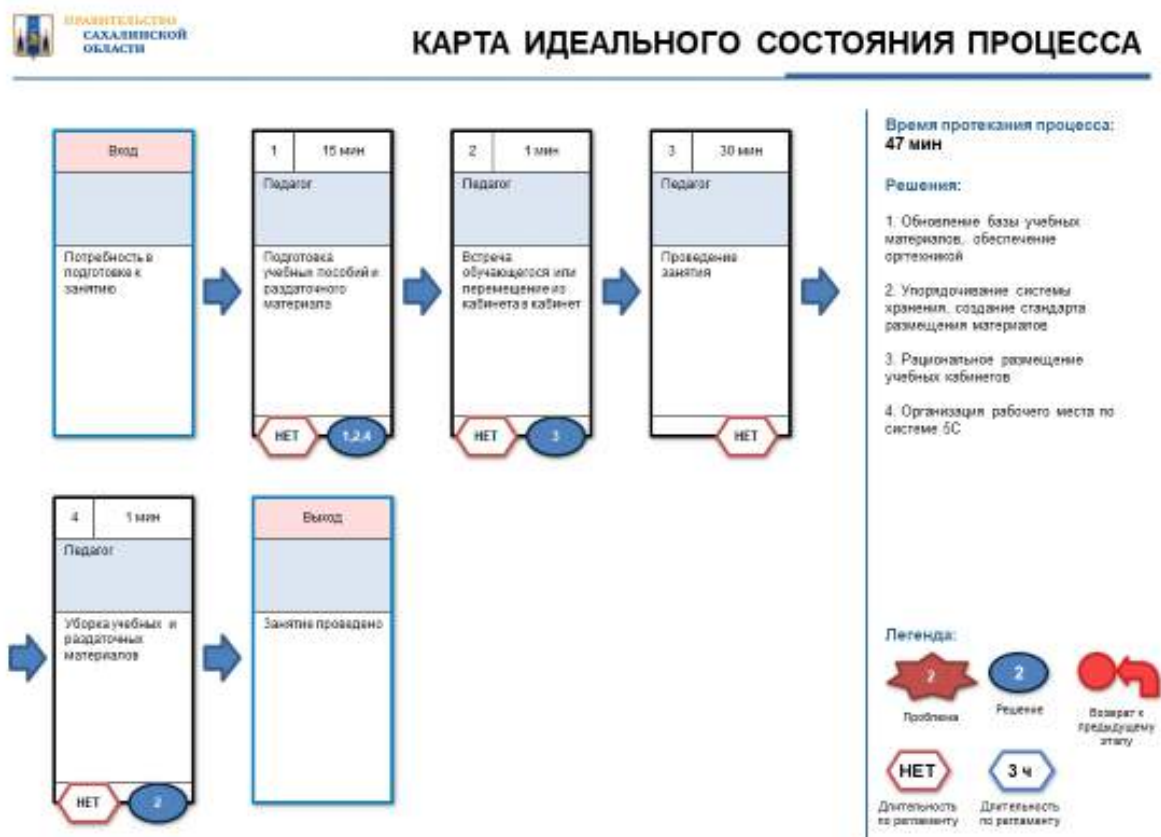 ПРАВИТЕЛЬСТВО
САХАЛИНСКОЙ
ОБЛАСТИ
КАРТА ИДЕАЛЬНОГО СОСТОЯНИЯ ПРОЦЕССА
Вход
Потребность в
подготовке к
занятию
1
15 мин
Педагог
Подготовка
учебных пособий и
раздаточного
материала
НЕТ
1,2,4
2
1 мин
Педагог
Встреча
обучающегося или
перемещение из
кабинета в кабинет
НЕТ
3
3
30 мин
Педагог
Проведение
занятия
НЕТ
4
1 мин
Педагог
Уборка учебных и
раздаточных
материалов
НЕТ
2
Выход
Занятие проведено
Время протекания процесса:
47 мин
Решения:
1. Обновление базы учебных
материалов, обеспечение
оргтехникой
2. Упорядочивание системы
хранения, создание стандарта
размещения материалов
3. Рациональное размещение
учебных кабинетов
4. Организация рабочего места по
системе 5С
Легенда:
2
Проблема
2
Решение
Возврат к
предыдущему
этапу
НЕТ
Длительность
по регламенту
3 ч
Длительность
по регламенту